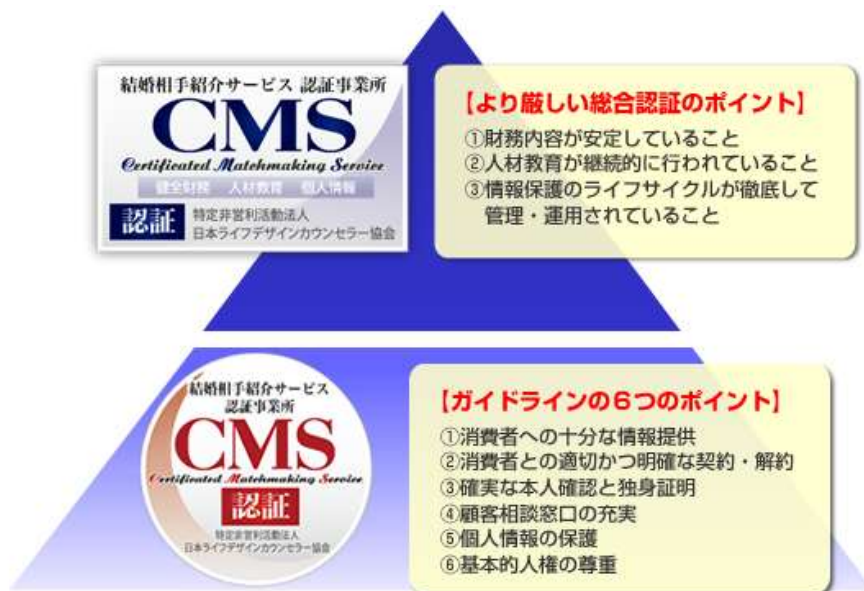 結婚相手紹介サービス 認証事業所
CMS
Certificated Matchmaking Service
健全財務 人材教育 個人情報
認証
特定非営利活動法人
日本ライフデザインカウンセラー協会
【より厳しい総合認証のポイント】
①財務内容が安定していること
②人材教育が継続的に行われていること
③情報保護のライフサイクルが徹底して
管理・運用されていること
結婚相手紹介サービス
認証事業所
CMS
Certificated Matchmaking Service
認証
特定非営利活動法人
日本ライフデザインカウンセラー協会
【ガイドラインの6つのポイント】
①消費者への十分な情報提供
②消費者との適切かつ明確な契約・解約
③確実な本人確認と独身証明
④顧客相談窓口の充実
⑤個人情報の保護
⑥基本的人権の尊重